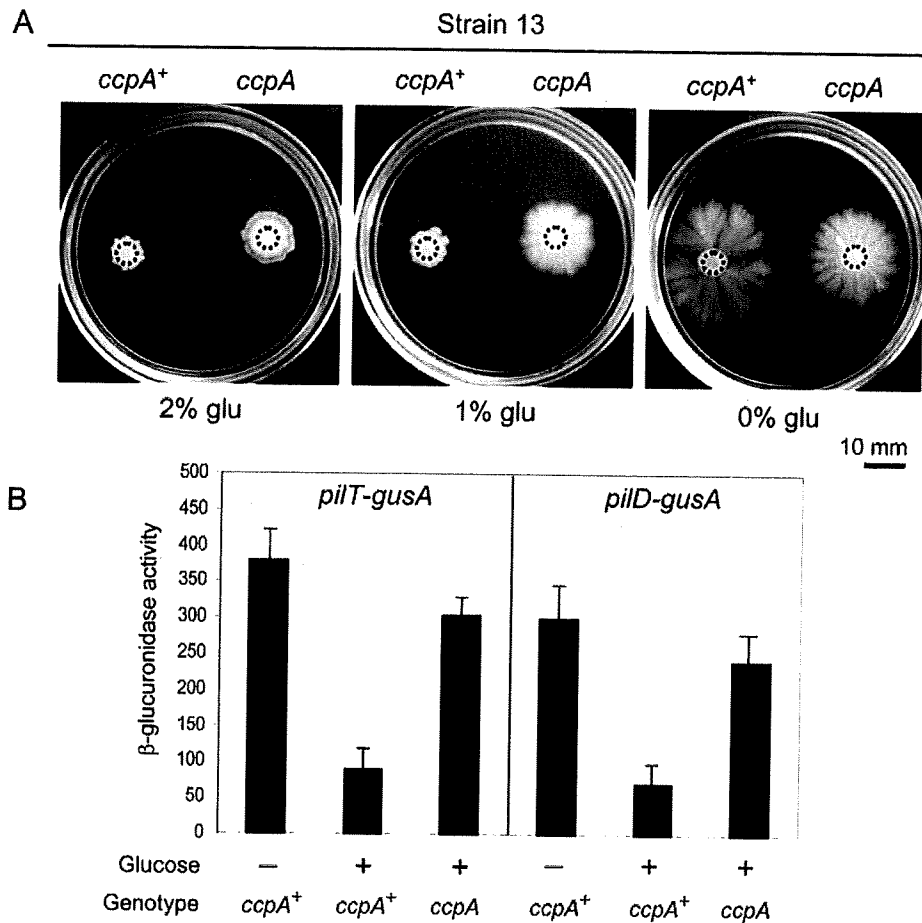 A
Strain 13
ccpA⁺ ccpA ccpA⁺ ccpA ccpA⁺ ccpA
2% glu 1% glu 0% glu
10 mm
B
β-glucuronidase activity
500
450
400
350
300
250
200
150
100
50
0
pilT-gusA pilD-gusA
Glucose − + + − + +
Genotype ccpA⁺ ccpA⁺ ccpA ccpA⁺ ccpA⁺ ccpA